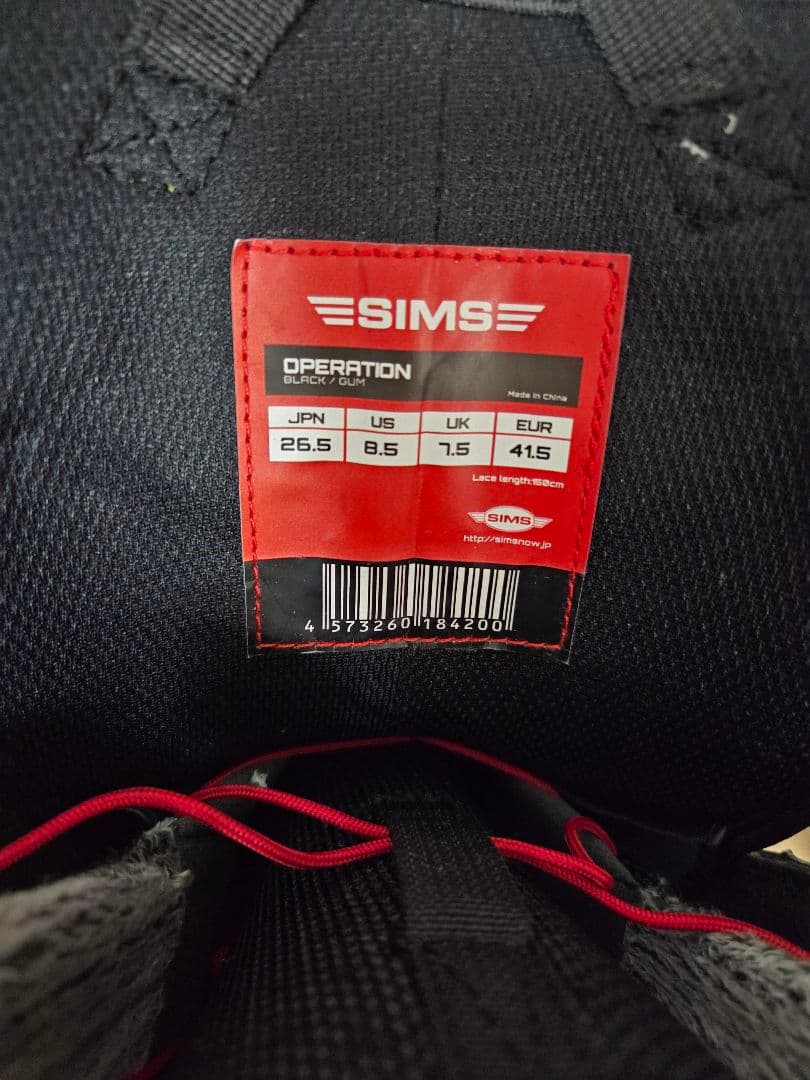 SIMS
OPERATION
BLACK / GUM
Made in China
JPN US UK EUR
26.5 8.5 7.5 41.5
Lace length:150cm
SIMS
http://simsnow.jp
4 573260 184200